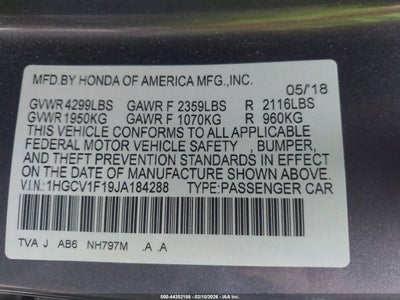 MFD.BY HONDA OF AMERICA MFG.,INC.
05/'18
GVWR 4299LBS GAWR F 2359LBS R 2116LBS
GVWR 1950KG GAWR F 1070KG R 960KG
THIS VEHICLE CONFORMS TO ALL APPLICABLE
FEDERAL MOTOR VEHICLE SAFETY , BUMPER,
AND THEFT PREVENTION STANDARDS IN EFFECT ON
THE DATE OF MANUFACTURE SHOWN ABOVE.
V.I.N.:1HGCV1F19JA184288 TYPE:PASSENGER CAR
TVA J AB6 NH797M .A .A
000-44352188 - 02/10/2026 - IAAI.COM